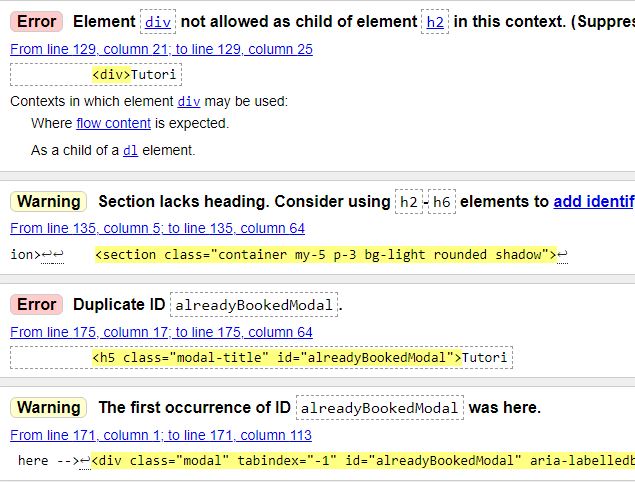 Error Element div not allowed as child of element h2 in this context. (Suppres
From line 129, column 21; to line 129, column 25
<div>Tutori
Contexts in which element div may be used:
Where flow content is expected.
As a child of a dl element.
Warning Section lacks heading. Consider using h2-h6 elements to add identif
From line 135, column 5; to line 135, column 64
ion>↩↩ <section class="container my-5 p-3 bg-light rounded shadow">↩
Error Duplicate ID alreadyBookedModal.
From line 175, column 17; to line 175, column 64
<h5 class="modal-title" id="alreadyBookedModal">Tutori
Warning The first occurrence of ID alreadyBookedModal was here.
From line 171, column 1; to line 171, column 113
here -->↩<div class="modal" tabindex="-1" id="alreadyBookedModal" aria-labelledb